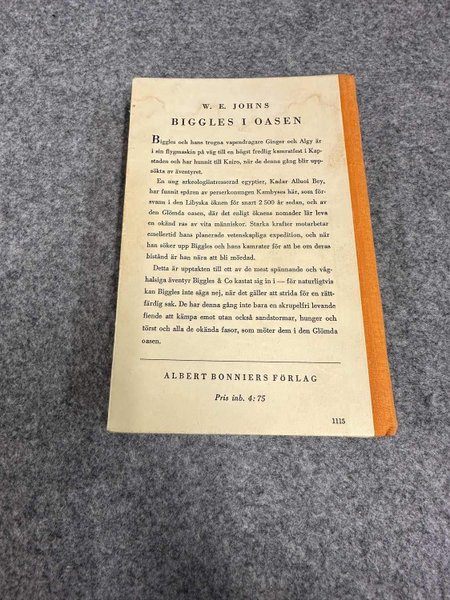 W. E. JOHNS
BIGGLES I OASEN
Biggles och hans trogna vapendragare Ginger och Algy är
i sin flygmaskin på väg till en högst fredlig kamratfest i Kap-
staden och har hunnit till Kairo, när de denna gång blir upp-
sökta av äventyret.
En ung arkeologiintresserad egyptier, Kadar Alluoi Bey,
har funnit spåren av perserkonungen Kambyses här, som för-
svann i den Libyska öknen för snart 2 500 år sedan, och av
den Glömda oasen, där det enligt öknens nomader lär leva
en okänd ras av vita människor. Starka krafter motarbetar
emellertid hans planerade vetenskapliga expedition, och när
han söker upp Biggles och hans kamrater för att be om deras
bistånd är han nära att bli mördad.
Detta är upptakten till ett av de mest spännande och våg-
halsiga äventyr Biggles & Co kastat sig in i — för naturligtvis
kan Biggles inte säga nej, när det gäller att strida för en rätt-
färdig sak. De har denna gång inte bara en skrupelfri levande
fiende att kämpa emot utan också sandstormar, hunger och
törst och alla de okända fasor, som möter dem i den Glömda
oasen.
ALBERT BONNIERS FÖRLAG
Pris inb. 4: 75
1115